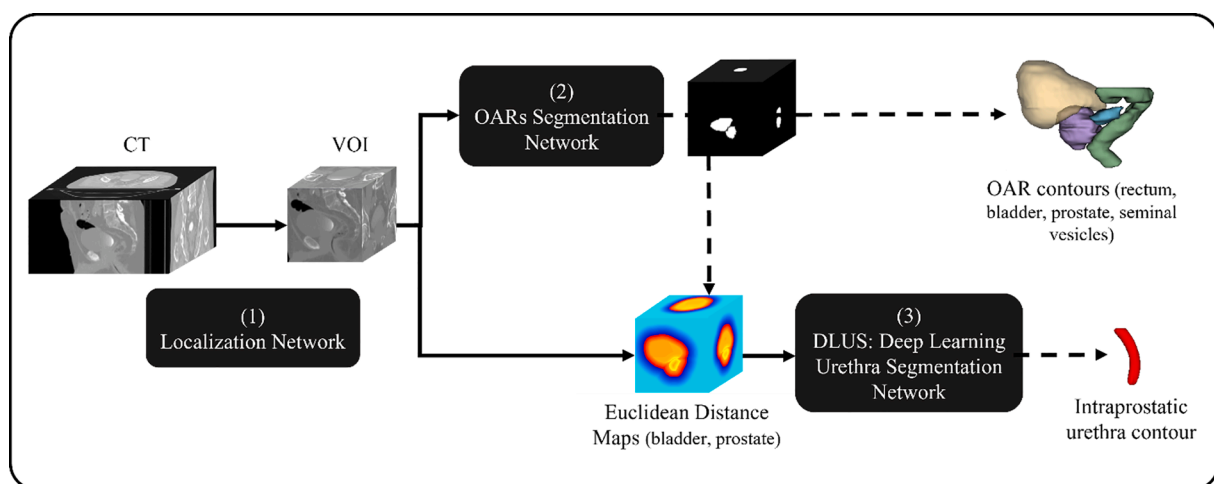 CT
VOI
(1)
Localization Network
(2)
OARs Segmentation
Network
OAR contours (rectum,
bladder, prostate, seminal
vesicles)
Euclidean Distance
Maps (bladder, prostate)
(3)
DLUS: Deep Learning
Urethra Segmentation
Network
Intraprostatic
urethra contour